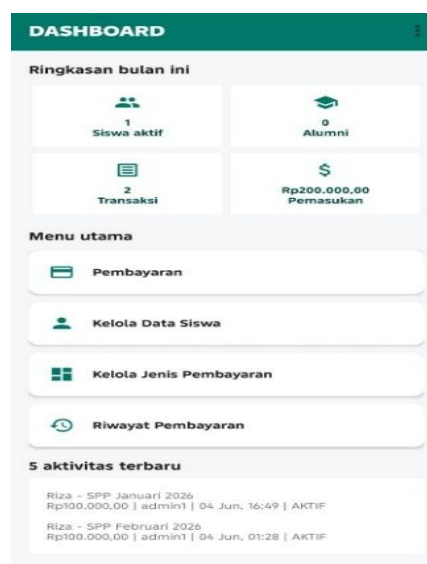 DASHBOARD
Ringkasan bulan ini
1
Siswa aktif
0
Alumni
2
Transaksi
Rp200.000,00
Pemasukan
Menu utama
Pembayaran
Kelola Data Siswa
Kelola Jenis Pembayaran
Riwayat Pembayaran
5 aktivitas terbaru
Riza - SPP Januari 2026
Rp100.000,00 | admin1 | 04 Jun, 16:49 | AKTIF
Riza - SPP Februari 2026
Rp100.000,00 | admin1 | 04 Jun, 01:28 | AKTIF